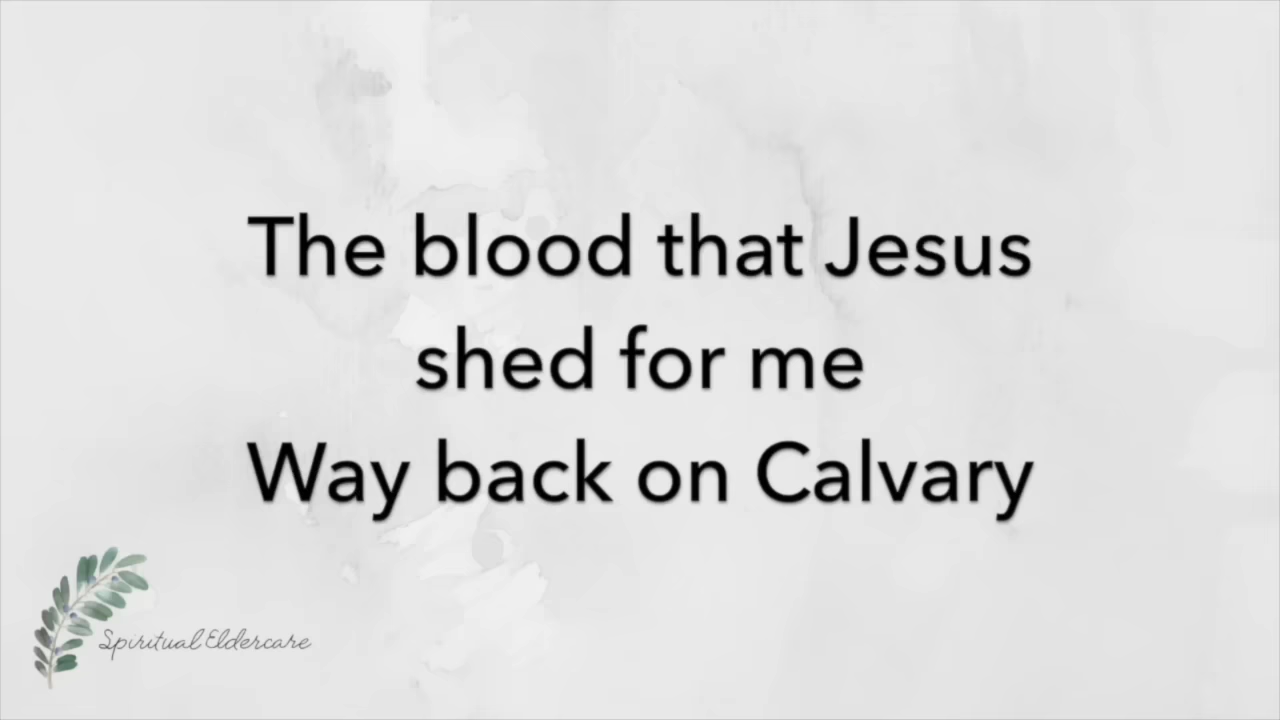 The blood that Jesus
shed for me
Way back on Calvary
Spiritual Eldercare